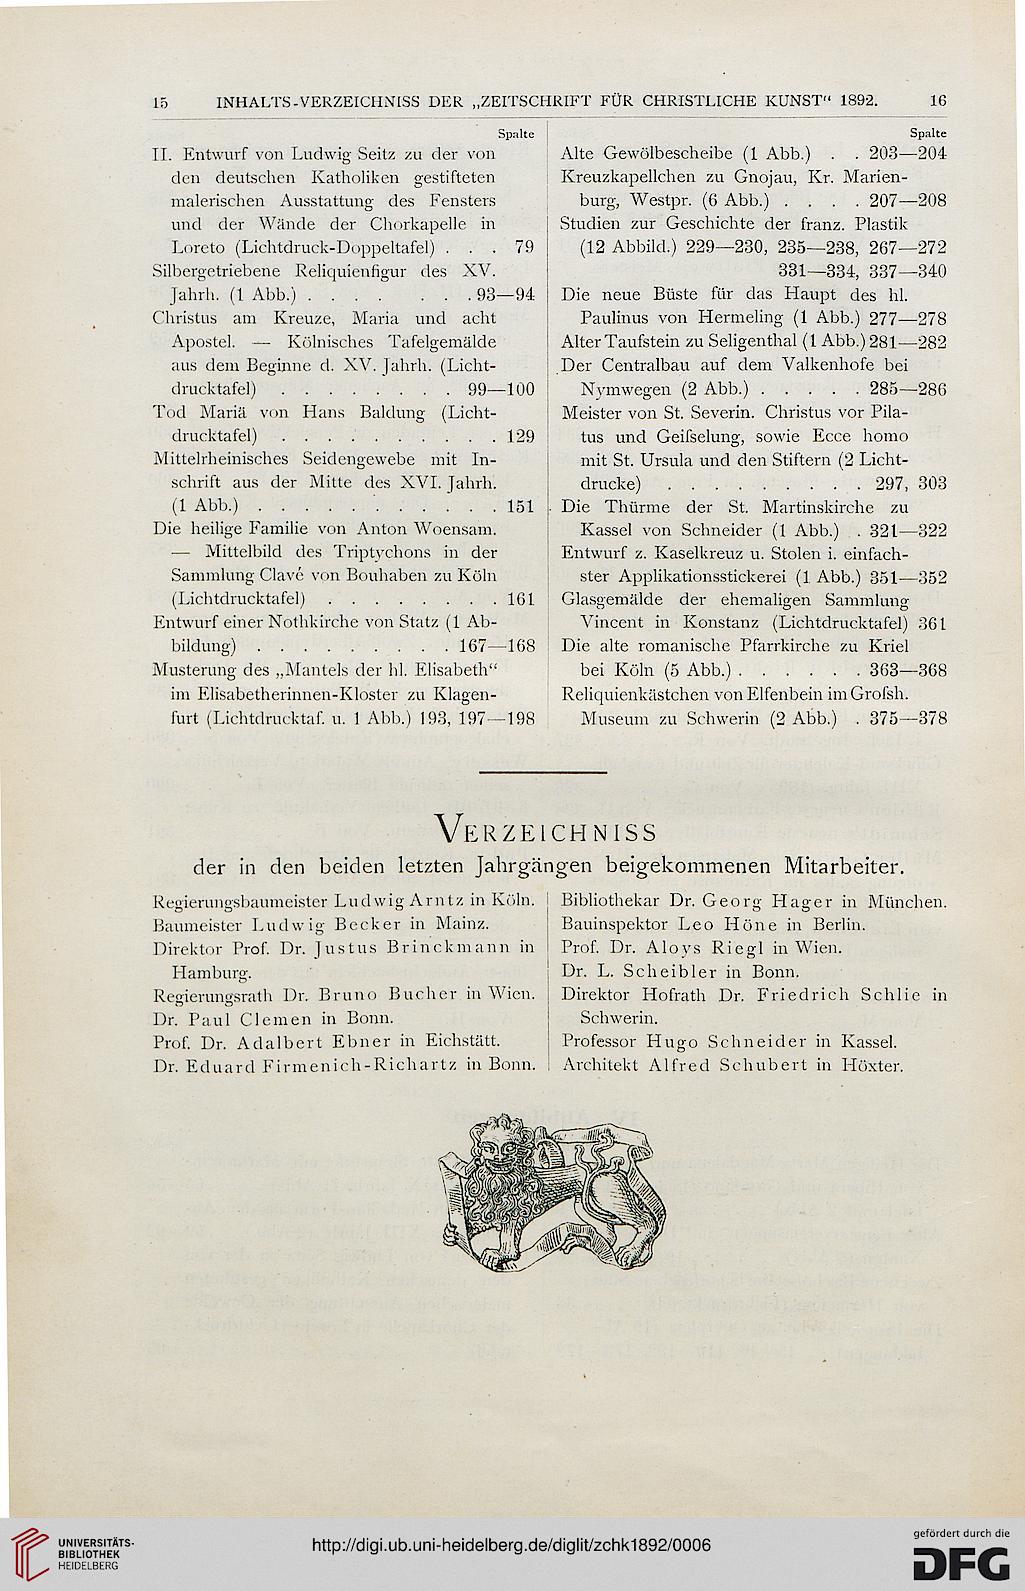 15 INHALTS-VERZEICHNISS DER „ZEITSCHRIFT FÜR CHRISTLICHE KUNST“ 1892. 16
Spalte
II. Entwurf von Ludwig Seitz zu der von
den deutschen Katholiken gestifteten
malerischen Ausstattung des Fensters
und der Wände der Chorkapelle in
Loreto (Lichtdruck-Doppeltafel) . . . 79
Silbergetriebene Reliquienfigur des XV.
Jahrh. (1 Abb.) . . . . . . . 93—94
Christus am Kreuze, Maria und acht
Apostel. — Kölnisches Tafelgemälde
aus dem Beginne d. XV. Jahrh. (Licht-
drucktafel) . . . . . . . . 99—100
Tod Mariä von Hans Baldung (Licht-
drucktafel) . . . . . . . . . . 129
Mittelrheinisches Seidengewebe mit In-
schrift aus der Mitte des XVI. Jahrh.
(1 Abb.) . . . . . . . . . . . 151
Die heilige Familie von Anton Woensam.
— Mittelbild des Triptychons in der
Sammlung Clavé von Bouhaben zu Köln
(Lichtdrucktafel) . . . . . . . . 161
Entwurf einer Nothkirche von Statz (1 Ab-
bildung) . . . . . . . . . 167—168
Musterung des „Mantels der hl. Elisabeth“
im Elisabetherinnen-Kloster zu Klagen-
furt (Lichtdrucktaf. u. 1 Abb.) 193, 197—198
Spalte
Alte Gewölbescheibe (1 Abb.) . . 203—204
Kreuzkapellchen zu Gnojau, Kr. Marien-
burg, Westpr. (6 Abb.) . . . . 207—208
Studien zur Geschichte der franz. Plastik
(12 Abbild.) 229—230, 235—238, 267—272
331—334, 337—340
Die neue Büste für das Haupt des hl.
Paulinus von Hermeling (1 Abb.) 277—278
Alter Taufstein zu Seligenthal (1 Abb.) 281—282
Der Centralbau auf dem Valkenhofe bei
Nymwegen (2 Abb.) . . . . . 285—286
Meister von St. Severin. Christus vor Pila-
tus und Geifselung, sowie Ecce homo
mit St. Ursula und den Stiftern (2 Licht-
drucke) . . . . . . . . . 297, 303
Die Thürme der St. Martinskirche zu
Kassel von Schneider (1 Abb.) . 321—322
Entwurf z. Kaselkreuz u. Stolen i. einfach-
ster Applikationsstickerei (1 Abb.) 351—352
Glasgemälde der ehemaligen Sammlung
Vincent in Konstanz (Lichtdrucktafel) 361
Die alte romanische Pfarrkirche zu Kriel
bei Köln (5 Abb.) . . . . . . 363—368
Reliquienkästchen von Elfenbein im Grofsh.
Museum zu Schwerin (2 Abb.) . 375—378
VERZEICHNISS
der in den beiden letzten Jahrgängen beigekommenen Mitarbeiter.
Regierungsbaumeister Ludwig Arntz in Köln.
Baumeister Ludwig Becker in Mainz.
Direktor Prof. Dr. Justus Brinckmann in
Hamburg.
Regierungsrath Dr. Bruno Bucher in Wien.
Dr. Paul Clemen in Bonn.
Prof. Dr. Adalbert Ebner in Eichstätt.
Dr. Eduard Firmenich-Richartz in Bonn.
Bibliothekar Dr. Georg Hager in München.
Bauinspektor Leo Höne in Berlin.
Prof. Dr. Aloys Riegl in Wien.
Dr. L. Scheibler in Bonn.
Direktor Hofrath Dr. Friedrich Schlie in
Schwerin.
Professor Hugo Schneider in Kassel.
Architekt Alfred Schubert in Höxter.
UNIVERSITÄTS-
BIBLIOTHEK
HEIDELBERG
http://digi.ub.uni-heidelberg.de/diglit/zchk1892/0006
gefördert durch die
DFG